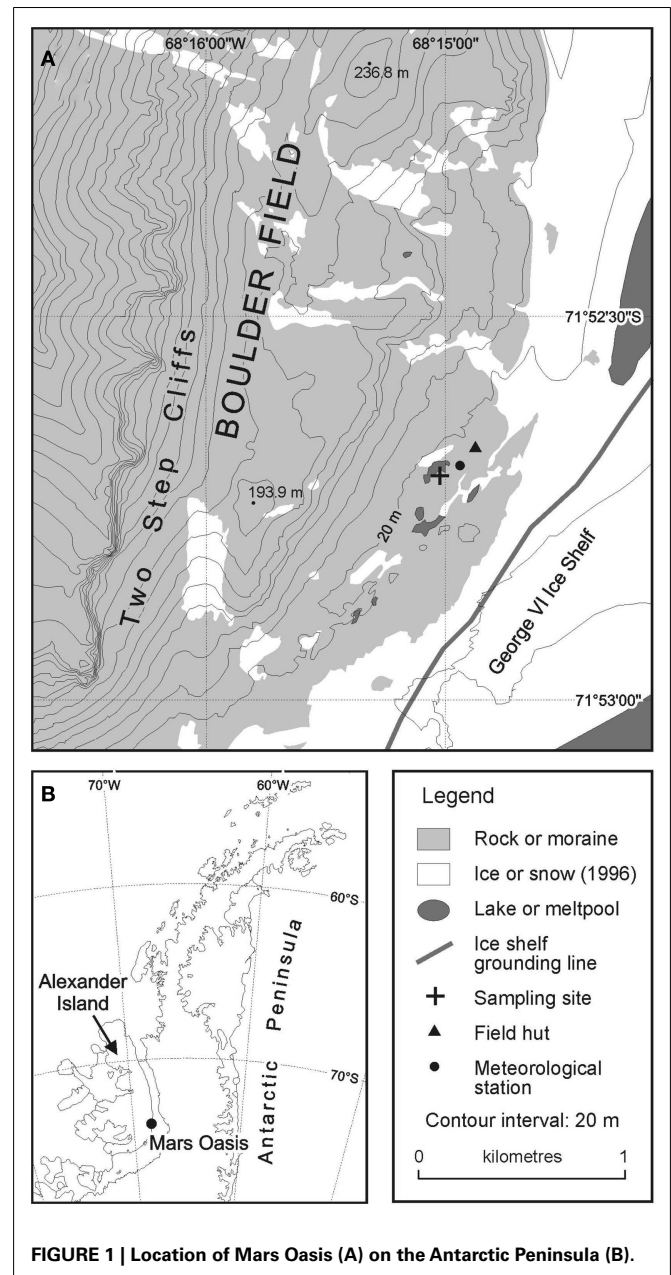 A
68°16'00"W
68°15'00"
236.8 m
BOULDER FIELD
Two Step Cliffs
71°52'30"S
193.9 m
20 m
George VI Ice Shelf
71°53'00"
B
70°W
60°W
60°S
Alexander
Island
Antarctic Peninsula
70°S
Mars Oasis
Legend
Rock or moraine
Ice or snow (1996)
Lake or meltpool
Ice shelf
grounding line
Sampling site
Field hut
Meteorological
station
Contour interval: 20 m
0 kilometres 1
FIGURE 1 | Location of Mars Oasis (A) on the Antarctic Peninsula (B).